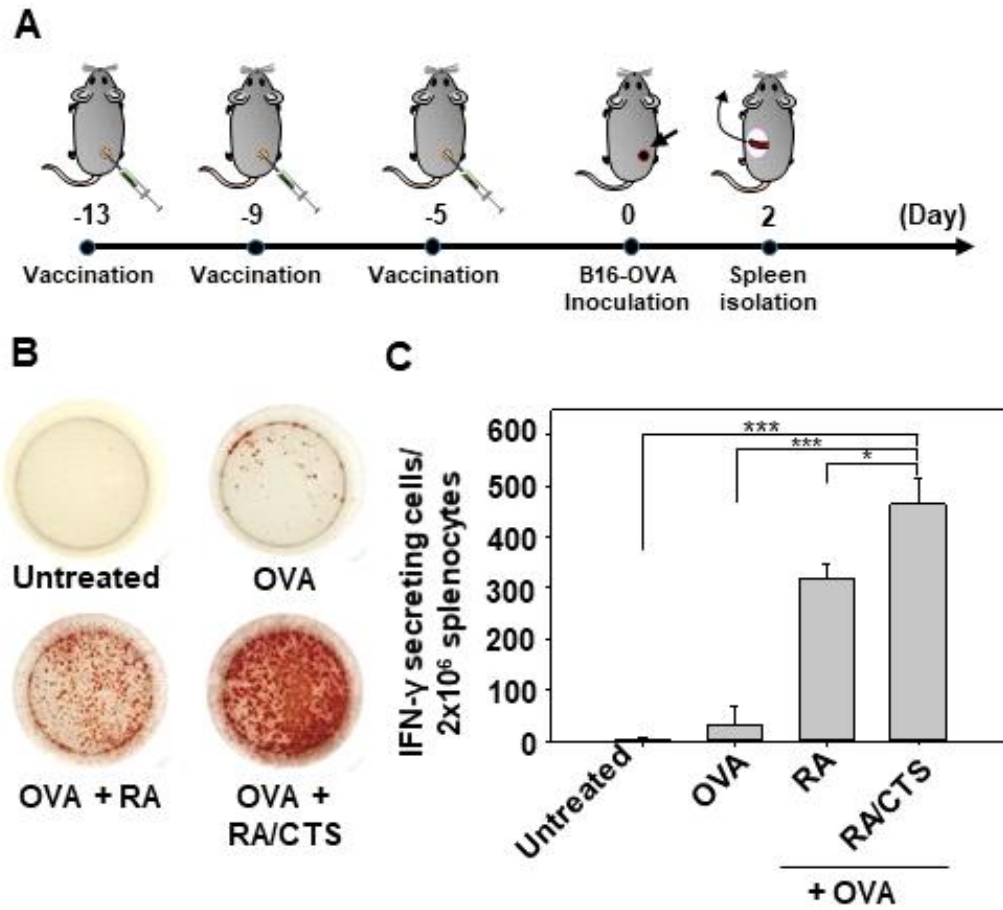 A
-13 -9 -5 0 2 (Day)
Vaccination Vaccination Vaccination B16-OVA Spleen
Inoculation isolation
B
Untreated
OVA
OVA + RA
OVA +
RA/CTS
C
IFN-γ secreting cells/
2x10⁶ splenocytes
600
500
400
300
200
100
0
***
***
*
Untreated
OVA
RA
RA/CTS
+ OVA